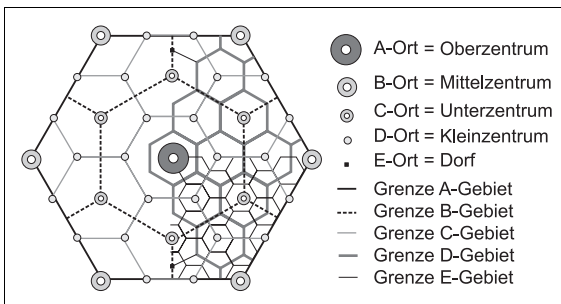 A-Ort = Oberzentrum
B-Ort = Mittelzentrum
C-Ort = Unterzentrum
D-Ort = Kleinzentrum
E-Ort = Dorf
Grenze A-Gebiet
Grenze B-Gebiet
Grenze C-Gebiet
Grenze D-Gebiet
Grenze E-Gebiet